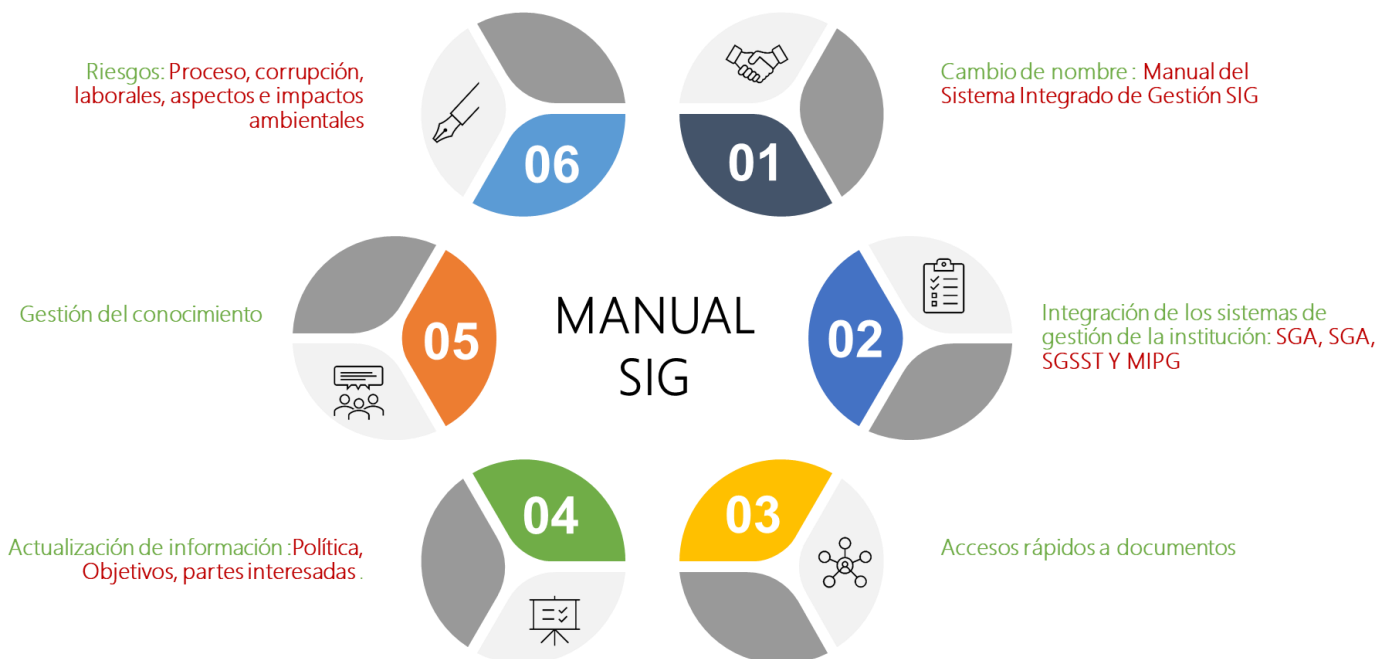 MANUAL
SIG
01
Cambio de nombre : Manual del
Sistema Integrado de Gestión SIG
02
Integración de los sistemas de
gestión de la institución: SGA, SGA,
SGSST Y MIPG
03
Accesos rápidos a documentos
04
Actualización de información :Política,
Objetivos, partes interesadas .
05
Gestión del conocimiento
06
Riesgos: Proceso, corrupción,
laborales, aspectos e impactos
ambientales